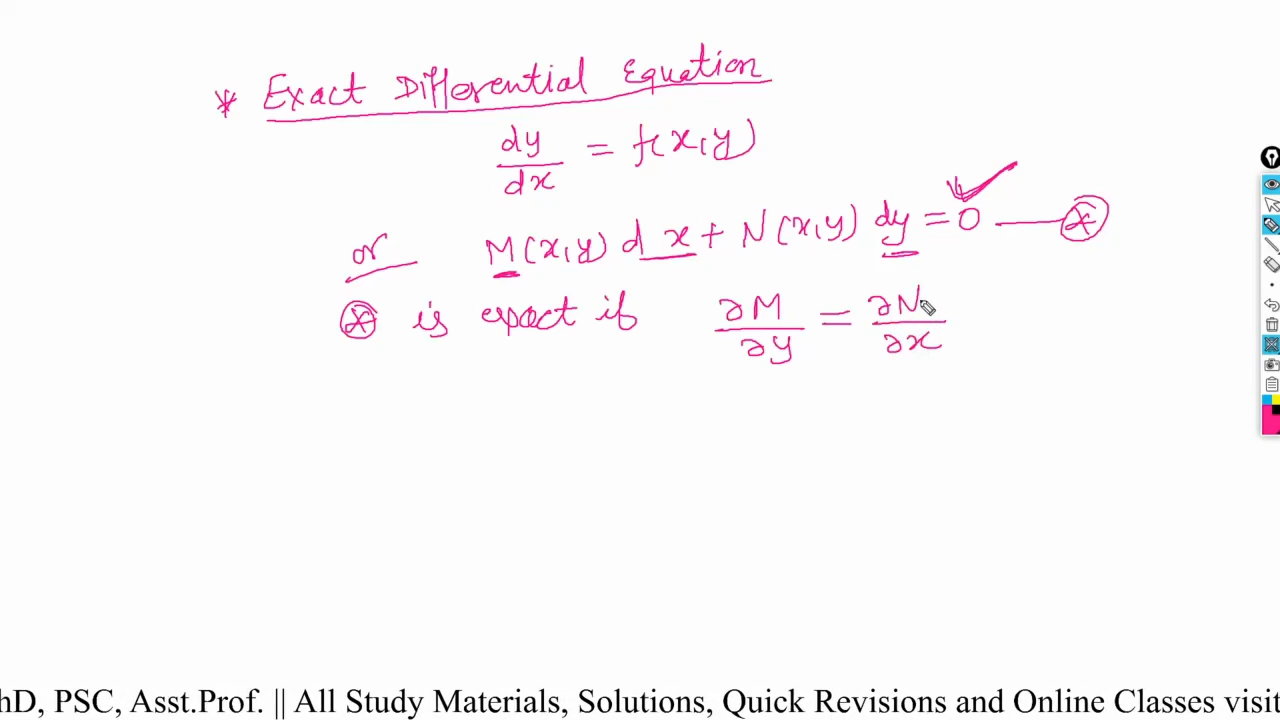 * Exact Differential Equation
dy/dx = f(x,y)
or M(x,y) dx + N(x,y) dy = 0 — ⊛
⊛ is exact if ∂M/∂y = ∂N/∂x
hD, PSC, Asst.Prof. || All Study Materials, Solutions, Quick Revisions and Online Classes visit